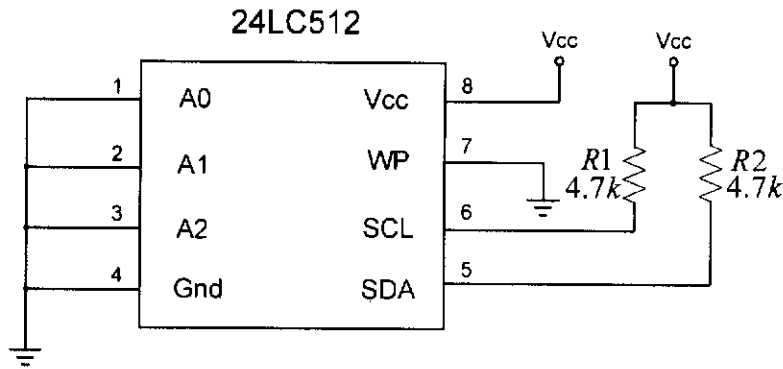 24LC512
Vcc Vcc
1 A0 Vcc 8
2 A1 WP 7
R1 R2
4.7k 4.7k
3 A2 SCL 6
4 Gnd SDA 5